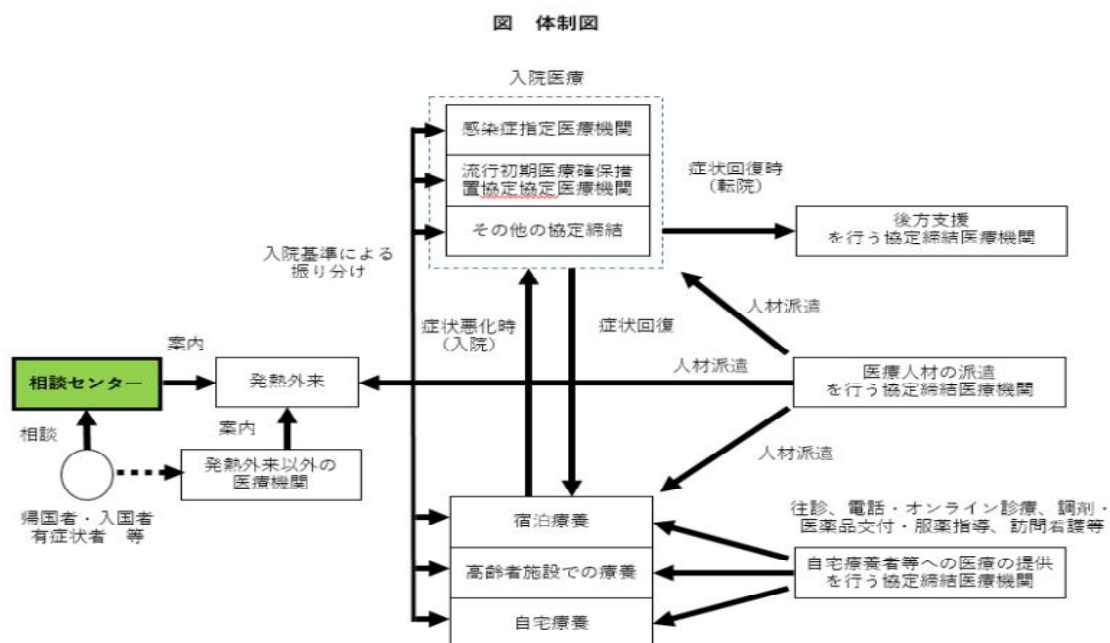 図 体制図
入院医療
感染症指定医療機関
流行初期医療確保措
置協定協定医療機関
その他の協定締結
症状回復時
(転院)
後方支援
を行う協定締結医療機関
入院基準による
振り分け
人材派遣
症状悪化時
(入院)
症状回復
案内
人材派遣
相談センター
発熱外来
医療人材の派遣
を行う協定締結医療機関
相談
案内
人材派遣
発熱外来以外の
医療機関
帰国者・入国者
有症状者 等
宿泊療養
往診、電話・オンライン診療、調剤・
医薬品交付・服薬指導、訪問看護等
高齢者施設での療養
自宅療養者等への医療の提供
を行う協定締結医療機関
自宅療養